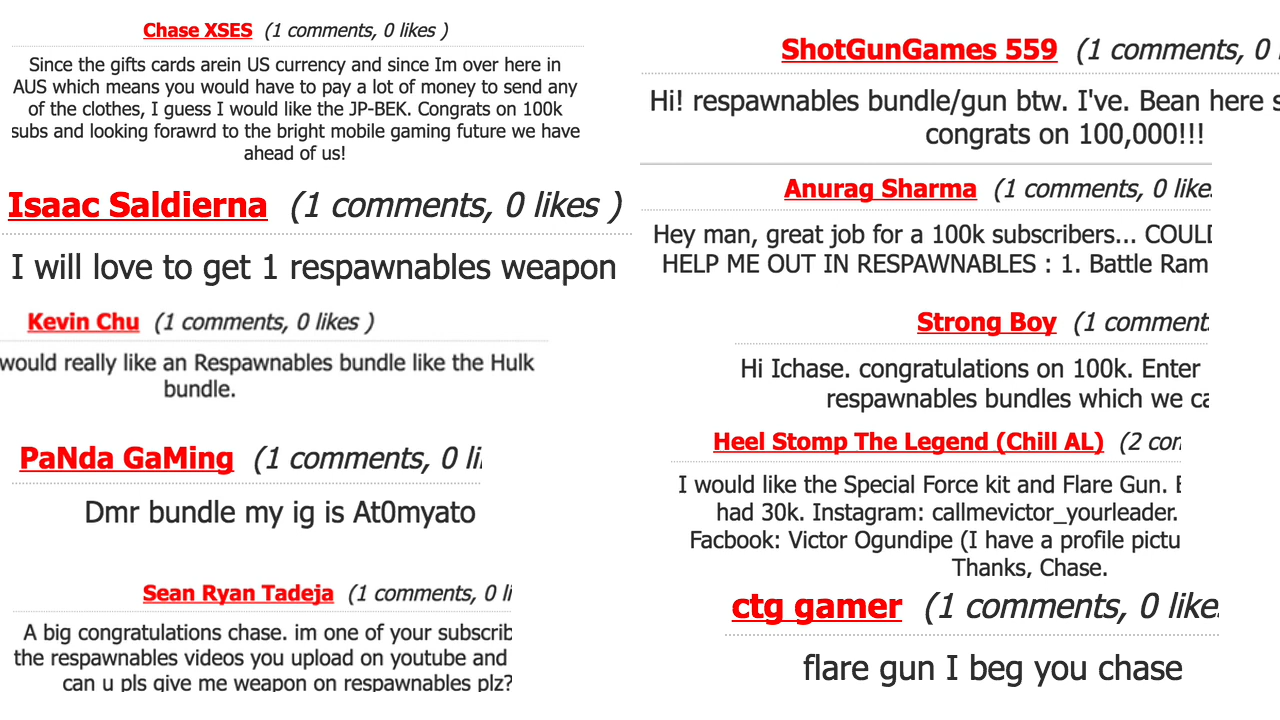 Chase XSES (1 comments, 0 likes )
Since the gifts cards arein US currency and since Im over here in
AUS which means you would have to pay a lot of money to send any
of the clothes, I guess I would like the JP-BEK. Congrats on 100k
subs and looking forawrd to the bright mobile gaming future we have
ahead of us!
Isaac Saldierna (1 comments, 0 likes )
I will love to get 1 respawnables weapon
Kevin Chu (1 comments, 0 likes )
would really like an Respawnables bundle like the Hulk
bundle.
PaNda GaMing (1 comments, 0 li
Dmr bundle my ig is At0myato
Sean Ryan Tadeja (1 comments, 0 li
A big congratulations chase. im one of your subscrib
the respawnables videos you upload on youtube and
can u pls give me weapon on respawnables plz?
ShotGunGames 559 (1 comments, 0
Hi! respawnables bundle/gun btw. I've. Bean here s
congrats on 100,000!!!
Anurag Sharma (1 comments, 0 like
Hey man, great job for a 100k subscribers... COULD
HELP ME OUT IN RESPAWNABLES : 1. Battle Ram
Strong Boy (1 comment
Hi Ichase. congratulations on 100k. Enter
respawnables bundles which we ca
Heel Stomp The Legend (Chill AL) (2 con
I would like the Special Force kit and Flare Gun.
had 30k. Instagram: callmevictor_yourleader.
Facbook: Victor Ogundipe (I have a profile pictu
Thanks, Chase.
ctg gamer (1 comments, 0 like
flare gun I beg you chase